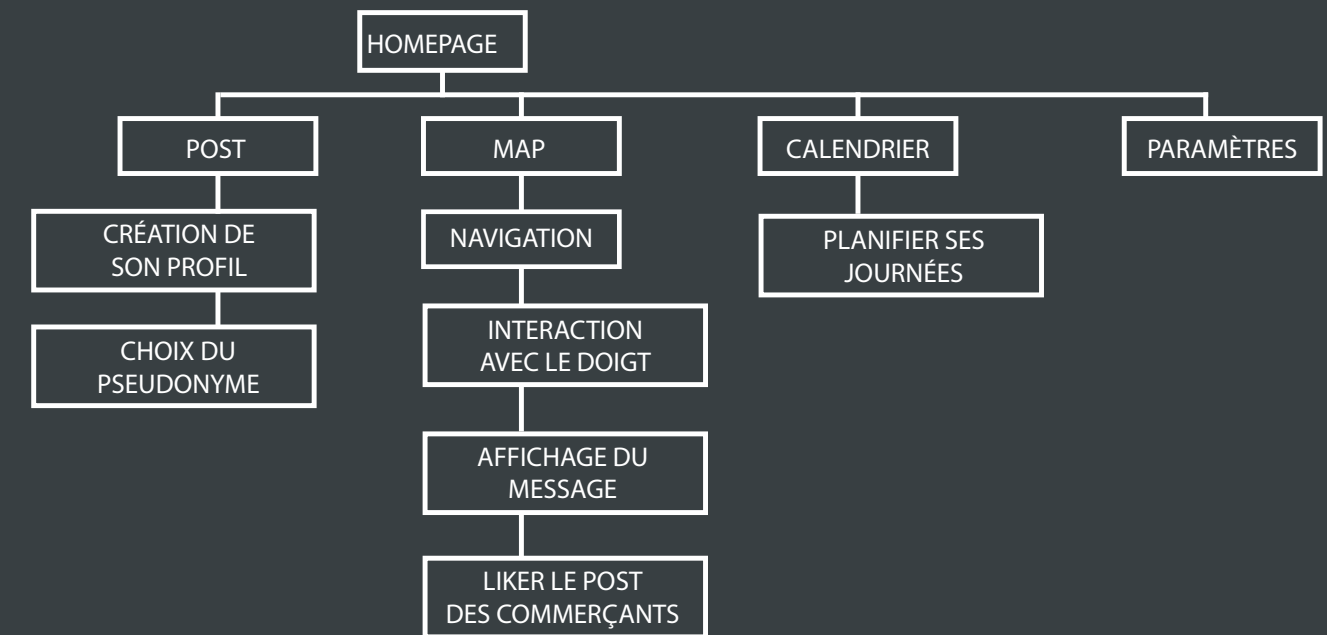 HOMEPAGE
POST
MAP
CALENDRIER
PARAMÈTRES
CRÉATION DE
SON PROFIL
NAVIGATION
PLANIFIER SES
JOURNÉES
CHOIX DU
PSEUDONYME
INTERACTION
AVEC LE DOIGT
AFFICHAGE DU
MESSAGE
LIKER LE POST
DES COMMERÇANTS